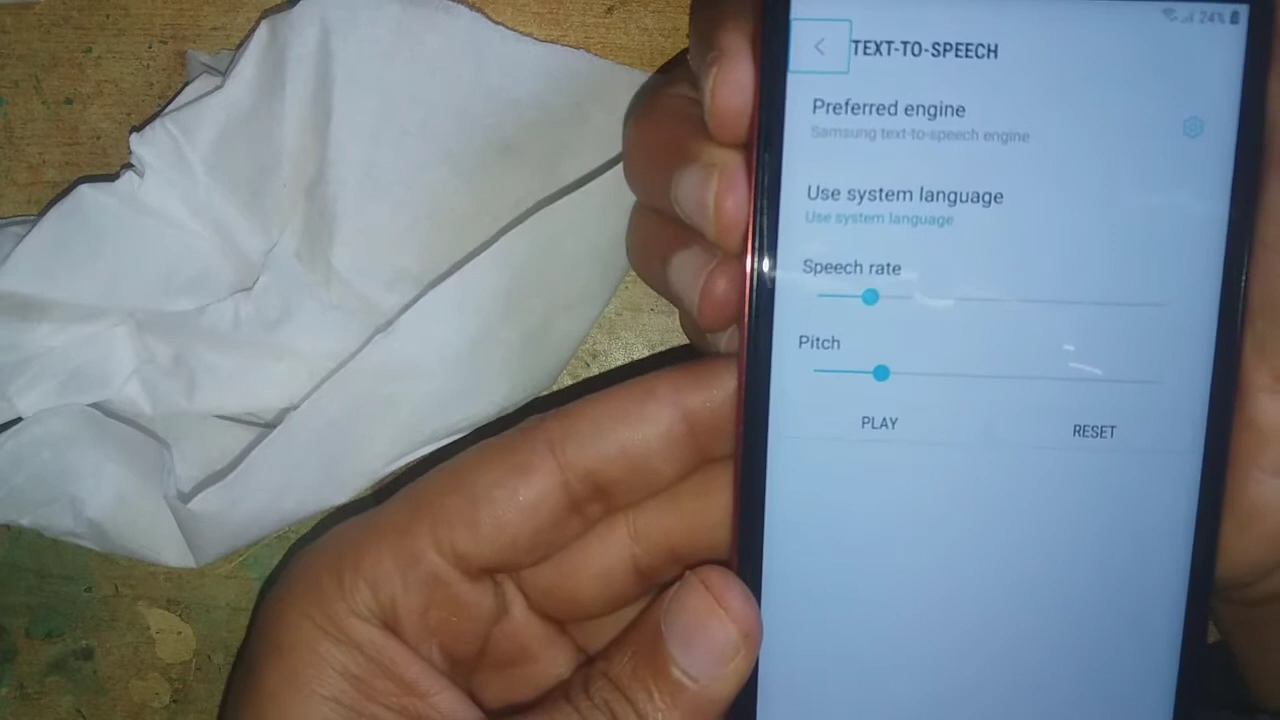 24%
TEXT-TO-SPEECH
Preferred engine
Samsung text-to-speech engine
Use system language
Use system language
Speech rate
Pitch
PLAY
RESET